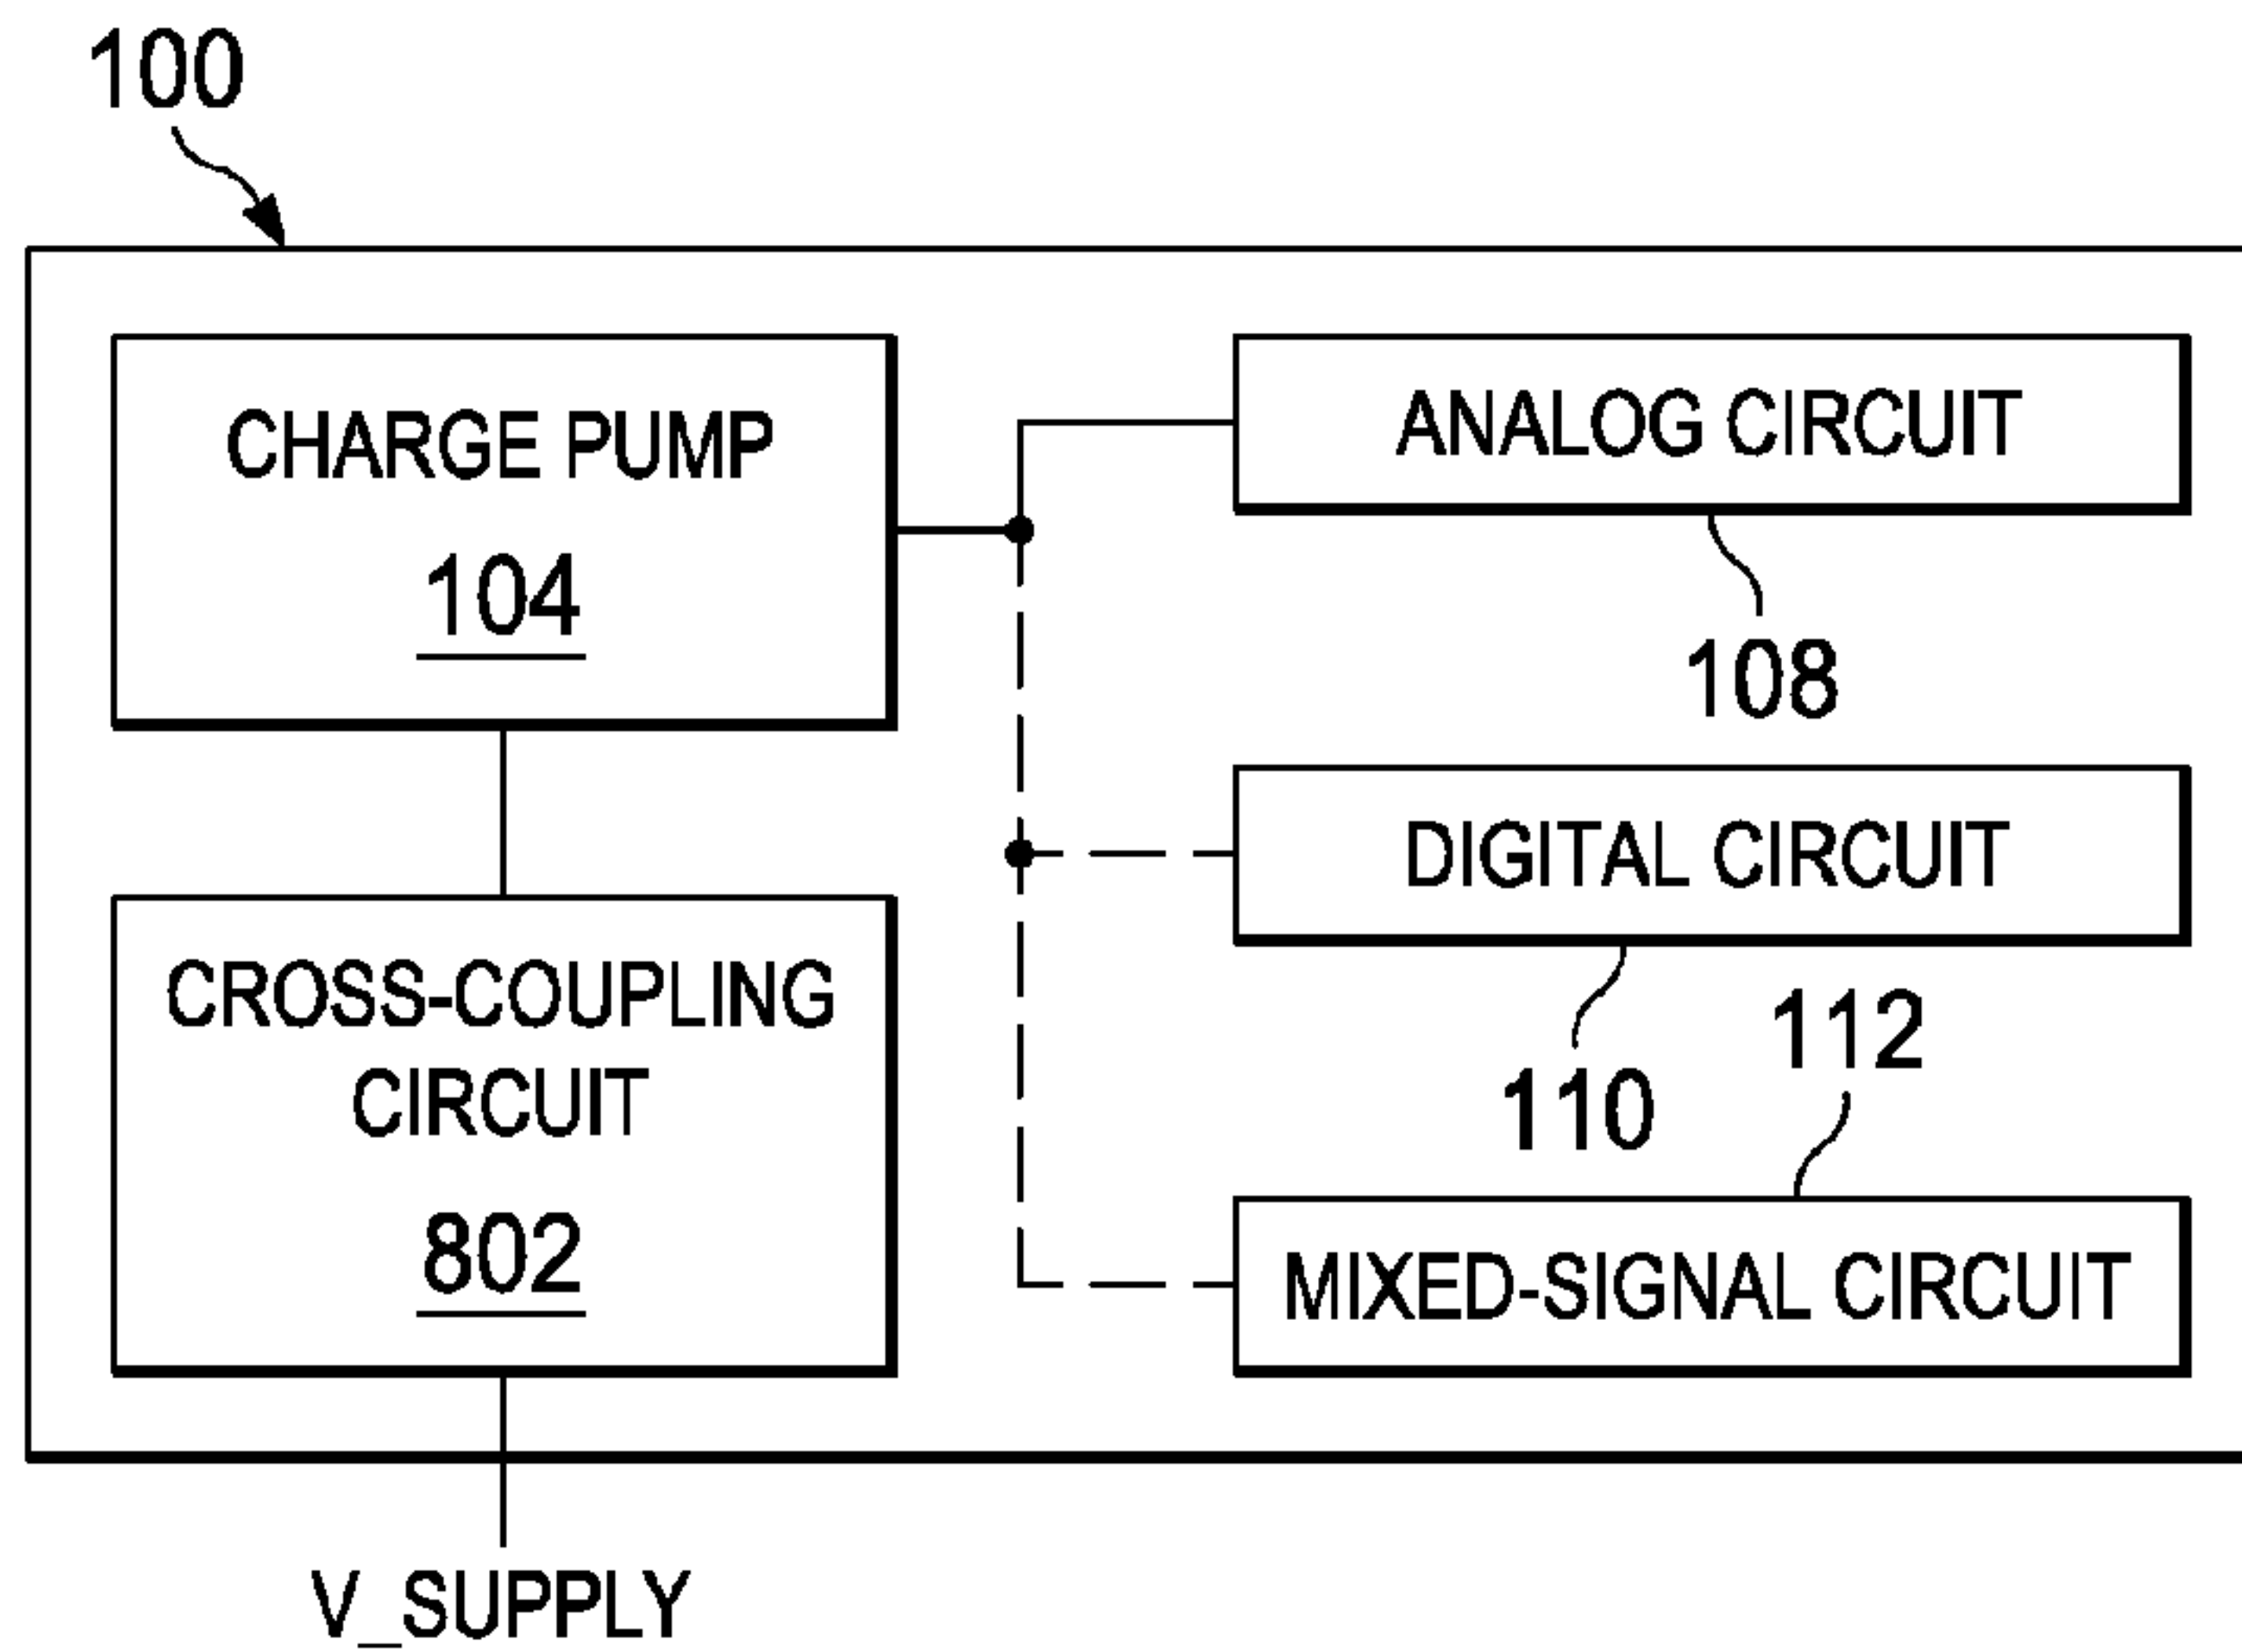 100
CHARGE PUMP
104
ANALOG CIRCUIT
108
DIGITAL CIRCUIT
110
112
CROSS-COUPLING
CIRCUIT
802
MIXED-SIGNAL CIRCUIT
V_SUPPLY